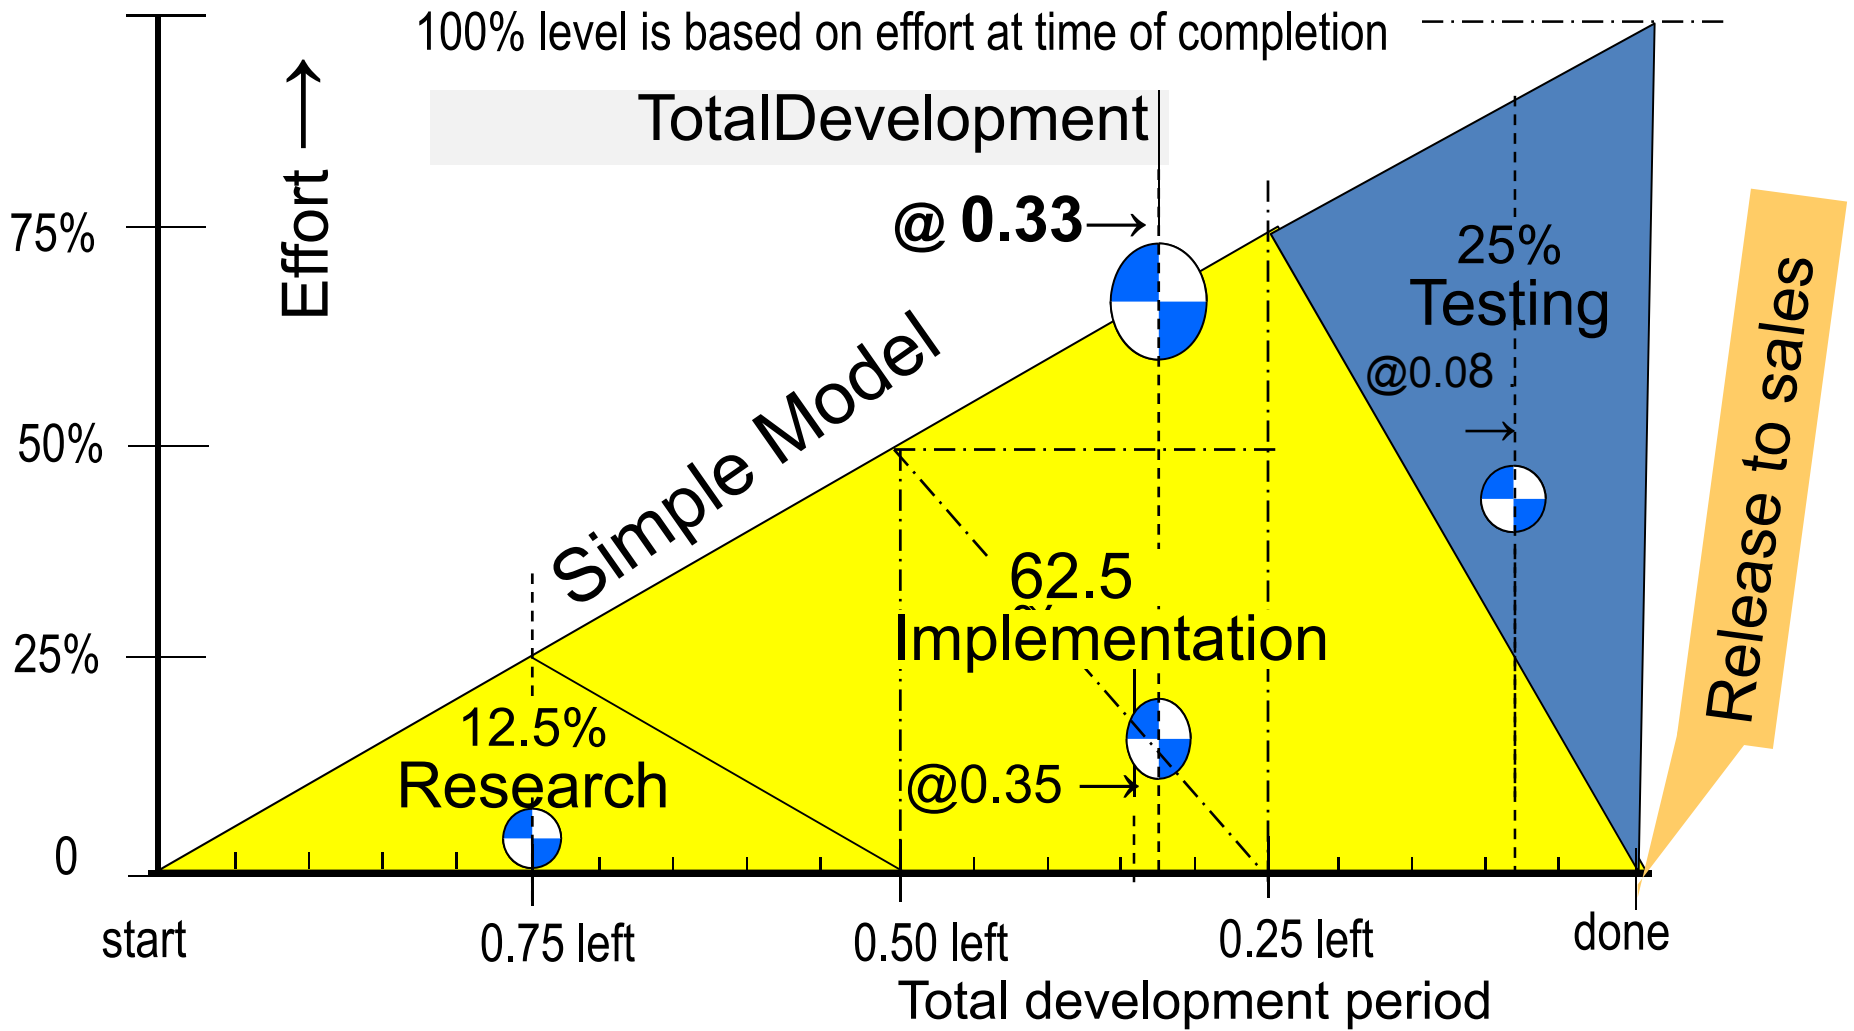 100% level is based on effort at time of completion
TotalDevelopment
Effort →
@ 0.33→
75%
25%
Testing
@0.08
→
Simple Model
50%
62.5
Implementation
25%
12.5%
Research
@0.35 →
0
Release to sales
start
0.75 left
0.50 left
0.25 left
done
Total development period